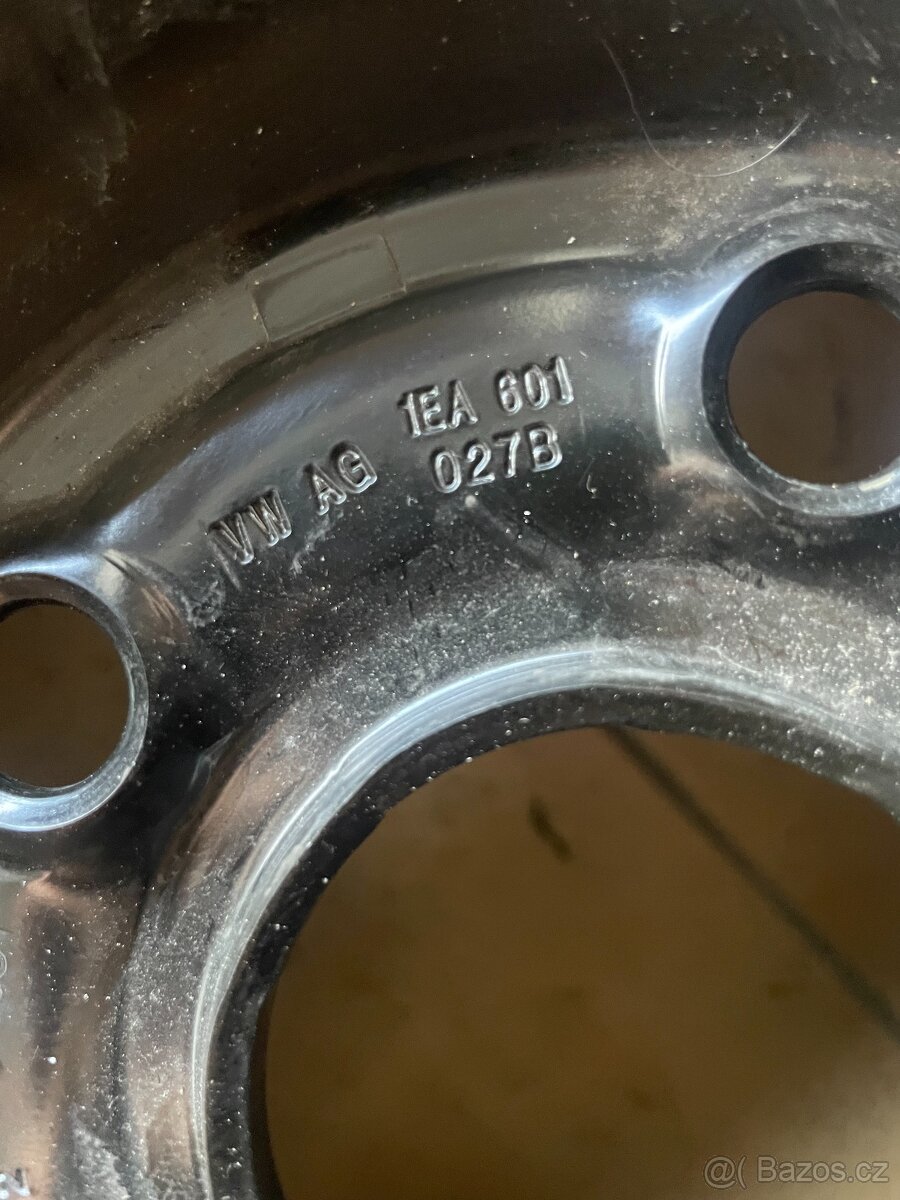 VW AG 1EA 601
027B
@( Bazos.cz